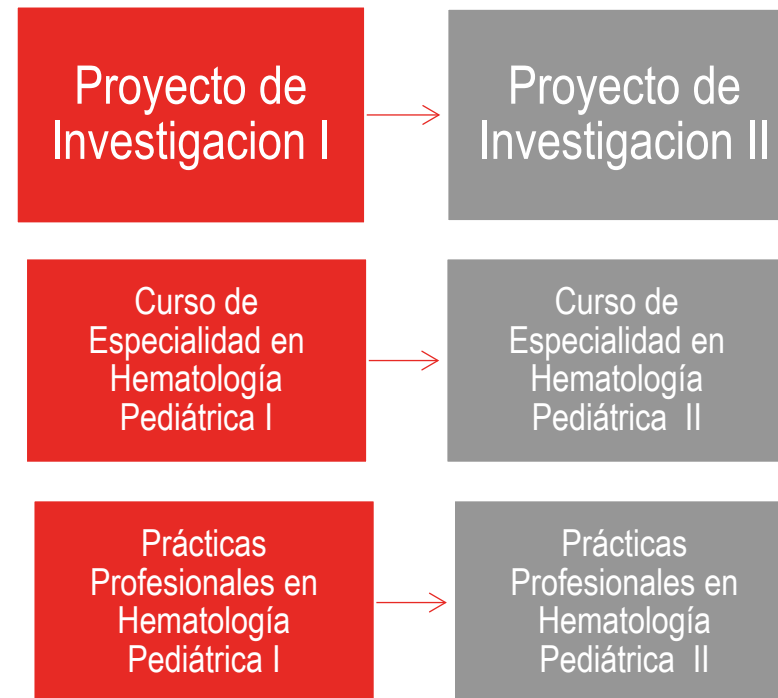 Proyecto de
Investigacion I
Proyecto de
Investigacion II
Curso de
Especialidad en
Hematología
Pediátrica I
Curso de
Especialidad en
Hematología
Pediátrica  II
Prácticas
Profesionales en
Hematología
Pediátrica I
Prácticas
Profesionales en
Hematología
Pediátrica  II